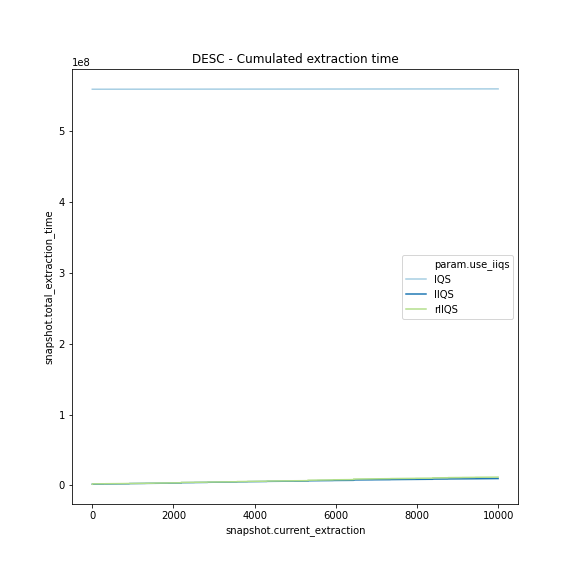 DESC - Cumulated extraction time
1e8
5
4
3
2
1
0
snapshot.total_extraction_time
param.use_iiqs
IQS
IIQS
rIIQS
0
2000
4000
6000
8000
10000
snapshot.current_extraction